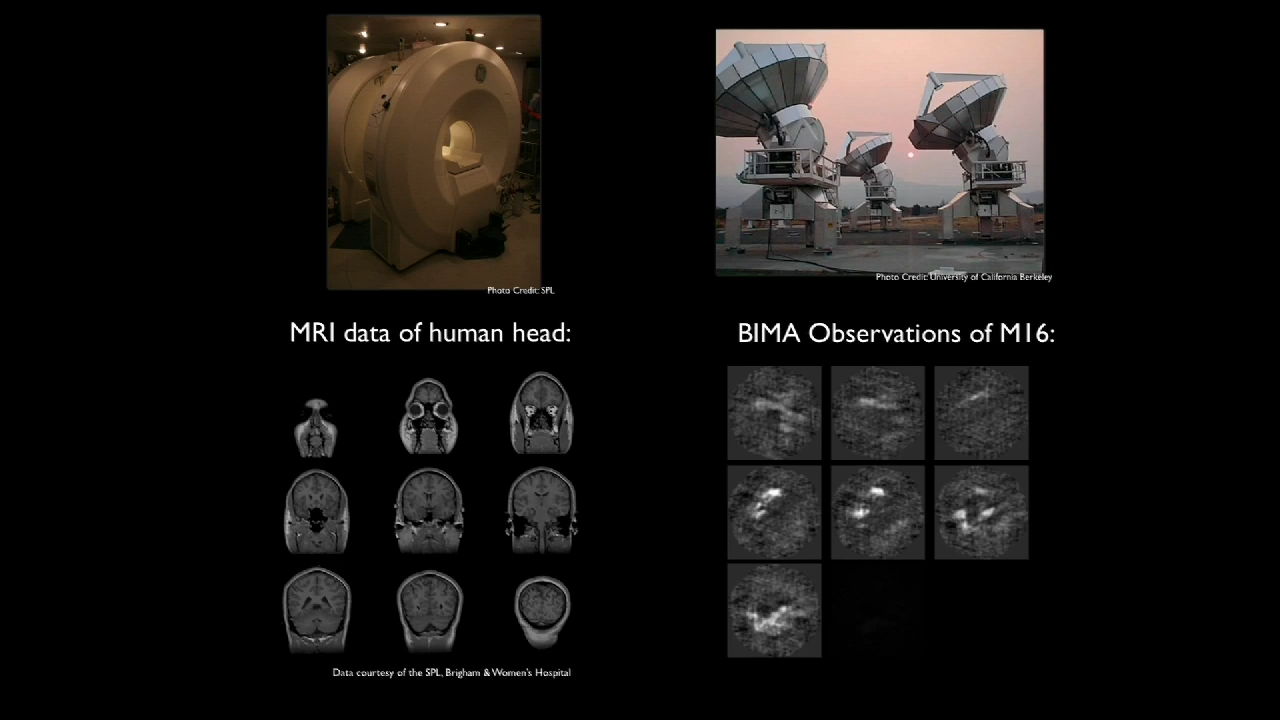 Photo Credit: SPL
Photo Credit: University of California Berkeley
MRI data of human head:
BIMA Observations of M16:
Data courtesy of the SPL, Brigham & Women's Hospital